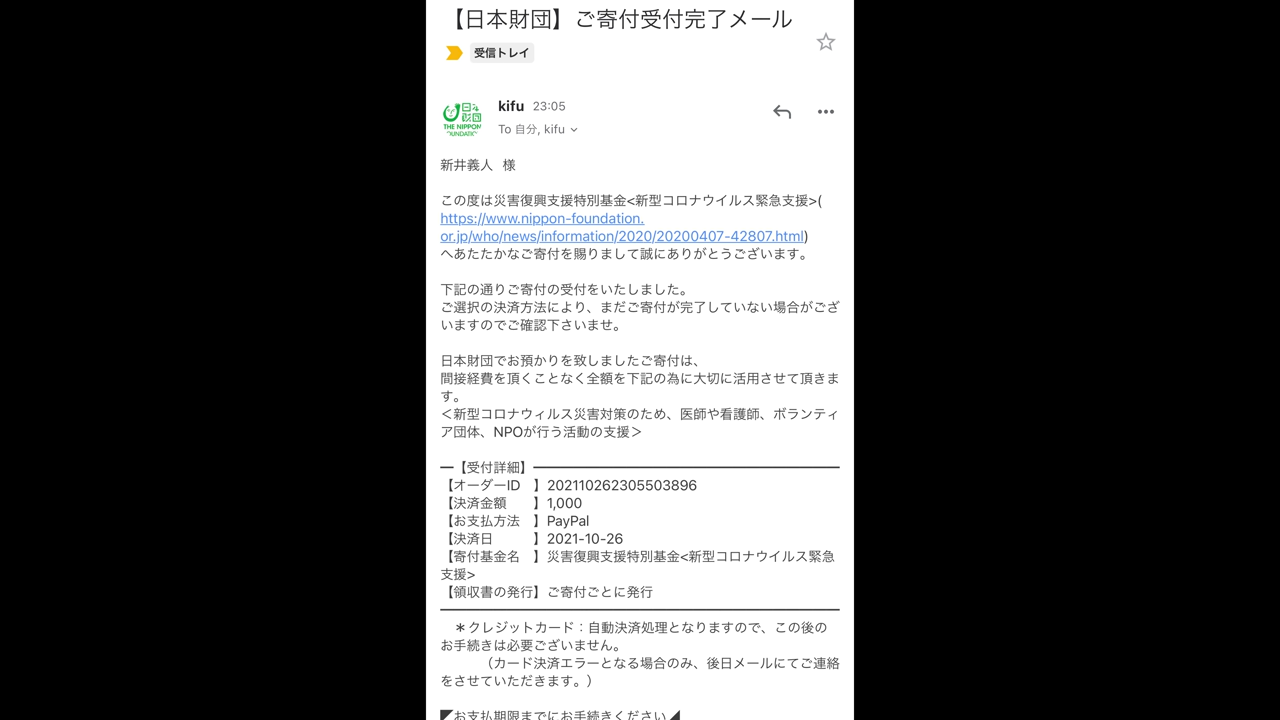 【日本財団】ご寄付受付完了メール
受信トレイ
kifu 23:05
To 自分, kifu
THE NIPPON
新井義人 様
この度は災害復興支援特別基金<新型コロナウイルス緊急支援>(
https://www.nippon-foundation.
or.jp/who/news/information/2020/20200407-42807.html)
へあたたかなご寄付を賜りまして誠にありがとうございます。
下記の通りご寄付の受付をいたしました。
ご選択の決済方法により、まだご寄付が完了していない場合がござ
いますのでご確認下さいませ。
日本財団でお預かりを致しましたご寄付は、
間接経費を頂くことなく全額を下記の為に大切に活用させて頂きま
す。
＜新型コロナウィルス災害対策のため、医師や看護師、ボランティ
ア団体、NPOが行う活動の支援＞
━【受付詳細】━━━━━━━━━━━━━━━━━━━━━━━
【オーダーID　】202110262305503896
【決済金額　　】1,000
【お支払方法　】PayPal
【決済日　　　】2021-10-26
【寄付基金名　】災害復興支援特別基金<新型コロナウイルス緊急
支援>
【領収書の発行】ご寄付ごとに発行
＊クレジットカード：自動決済処理となりますので、この後の
お手続きは必要ございません。
（カード決済エラーとなる場合のみ、後日メールにてご連絡
をさせていただきます。）
◤お支払期限までにお手続きください◢